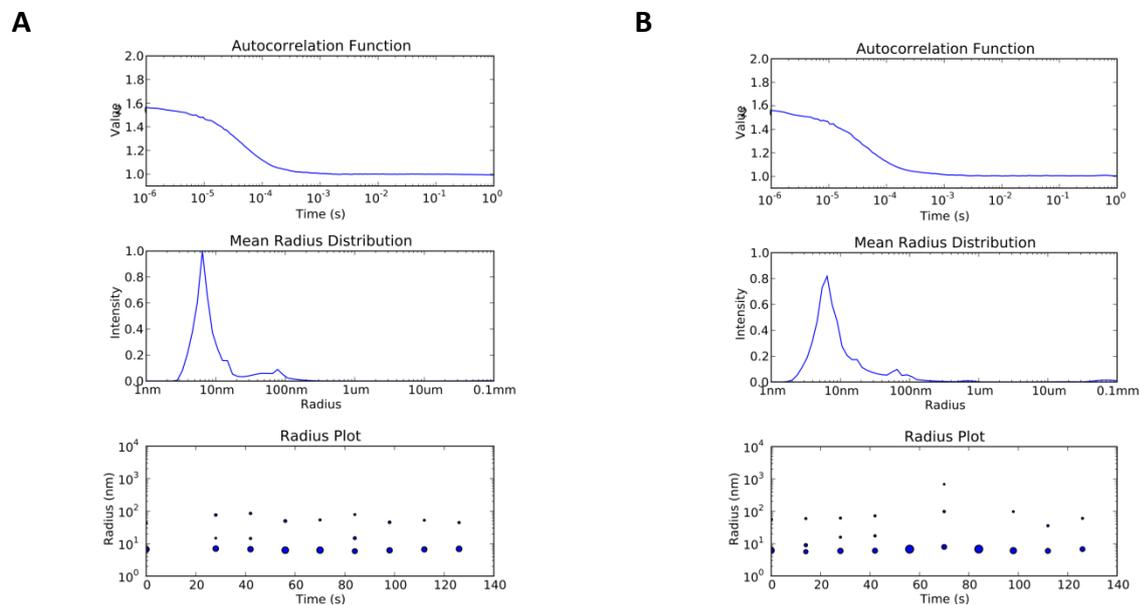 A
Autocorrelation Function
Value
2.0
1.8
1.6
1.4
1.2
1.0
10^-6 10^-5 10^-4 10^-3 10^-2 10^-1 10^0
Time (s)
Mean Radius Distribution
Intensity
1.0
0.8
0.6
0.4
0.2
0.0
1nm 10nm 100nm 1um 10um 0.1mm
Radius
Radius Plot
Radius (nm)
10^4
10^3
10^2
10^1
10^0
0 20 40 60 80 100 120 140
Time (s)
B
Autocorrelation Function
Value
2.0
1.8
1.6
1.4
1.2
1.0
10^-6 10^-5 10^-4 10^-3 10^-2 10^-1 10^0
Time (s)
Mean Radius Distribution
Intensity
1.0
0.8
0.6
0.4
0.2
0.0
1nm 10nm 100nm 1um 10um 0.1mm
Radius
Radius Plot
Radius (nm)
10^4
10^3
10^2
10^1
10^0
0 20 40 60 80 100 120 140
Time (s)